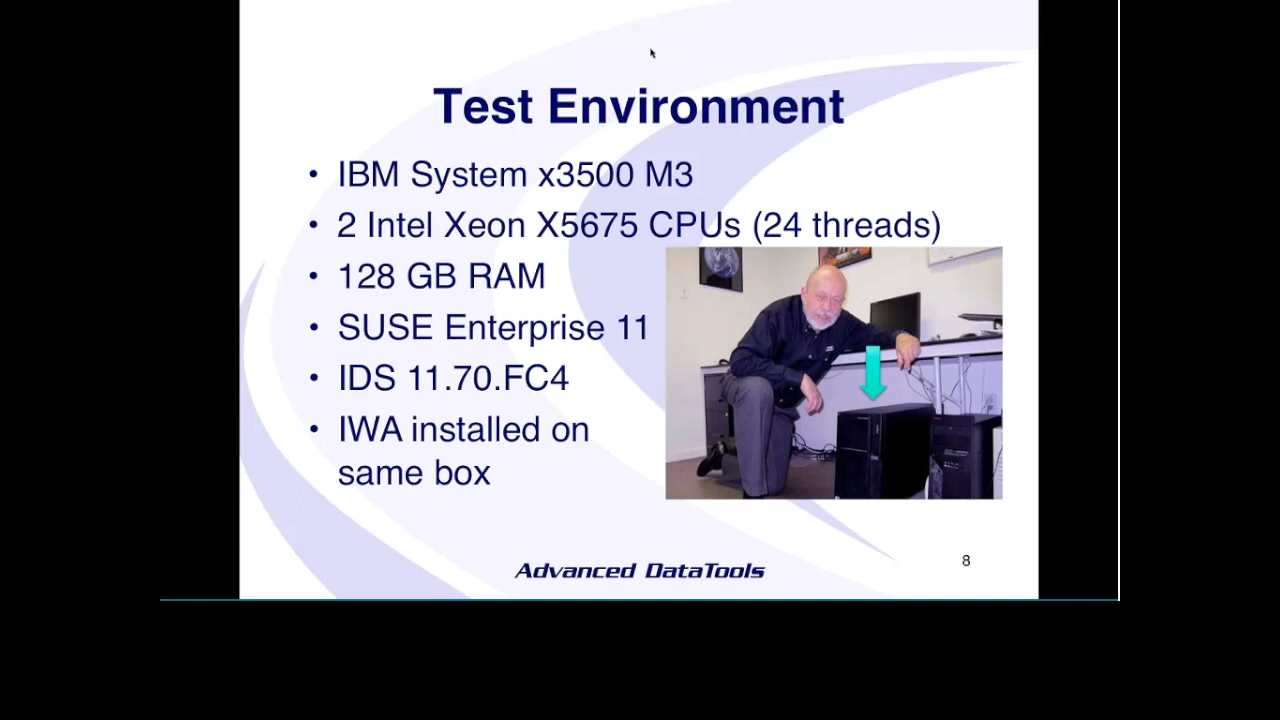 Test Environment
• IBM System x3500 M3
• 2 Intel Xeon X5675 CPUs (24 threads)
• 128 GB RAM
• SUSE Enterprise 11
• IDS 11.70.FC4
• IWA installed on
same box
Advanced DataTools
8